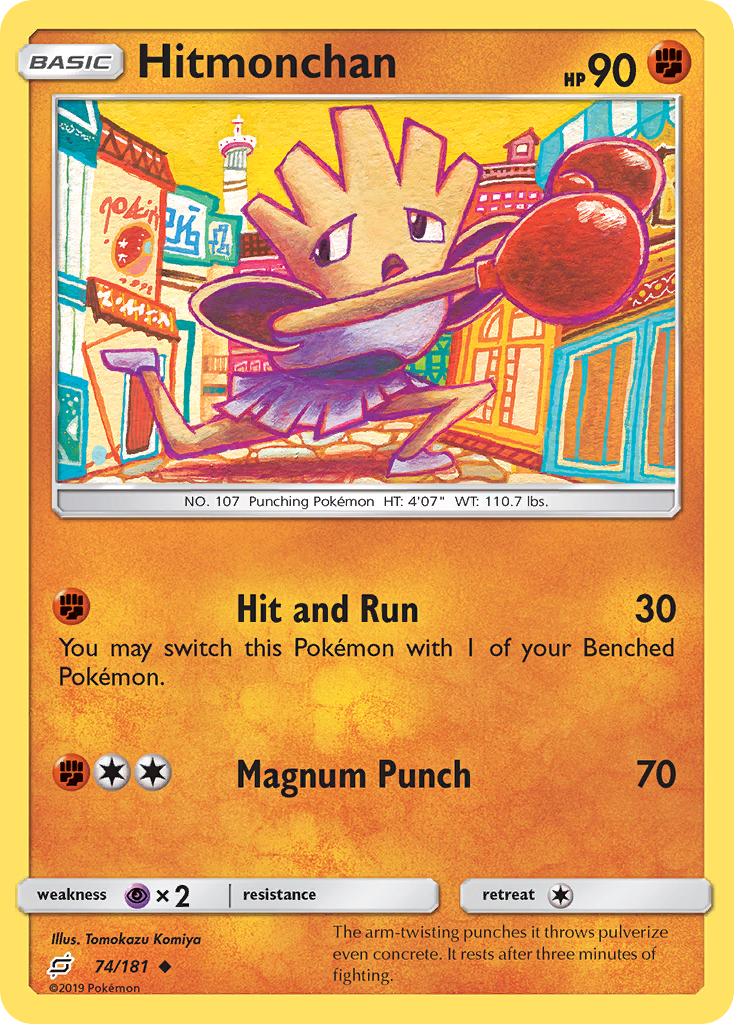 BASIC
Hitmonchan
HP 90
NO. 107 Punching Pokémon HT: 4'07" WT: 110.7 lbs.
Hit and Run 30
You may switch this Pokémon with 1 of your Benched
Pokémon.
Magnum Punch 70
weakness ×2 resistance
retreat
Illus. Tomokazu Komiya
74/181
©2019 Pokémon
The arm-twisting punches it throws pulverize
even concrete. It rests after three minutes of
fighting.